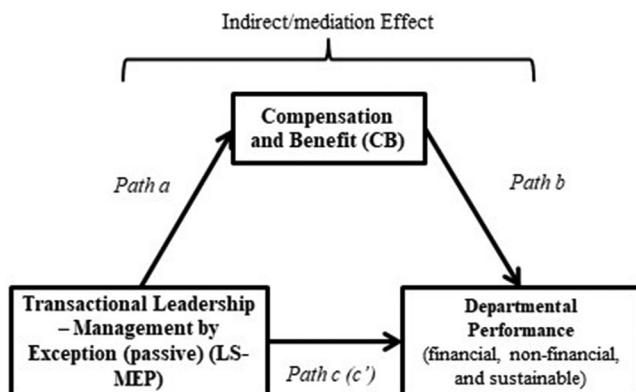 Indirect/mediation Effect
Compensation
and Benefit (CB)
Path a
Path b
Transactional Leadership
– Management by
Exception (passive) (LS-
MEP)
Departmental
Performance
(financial, non-financial,
and sustainable)
Path c (c’)